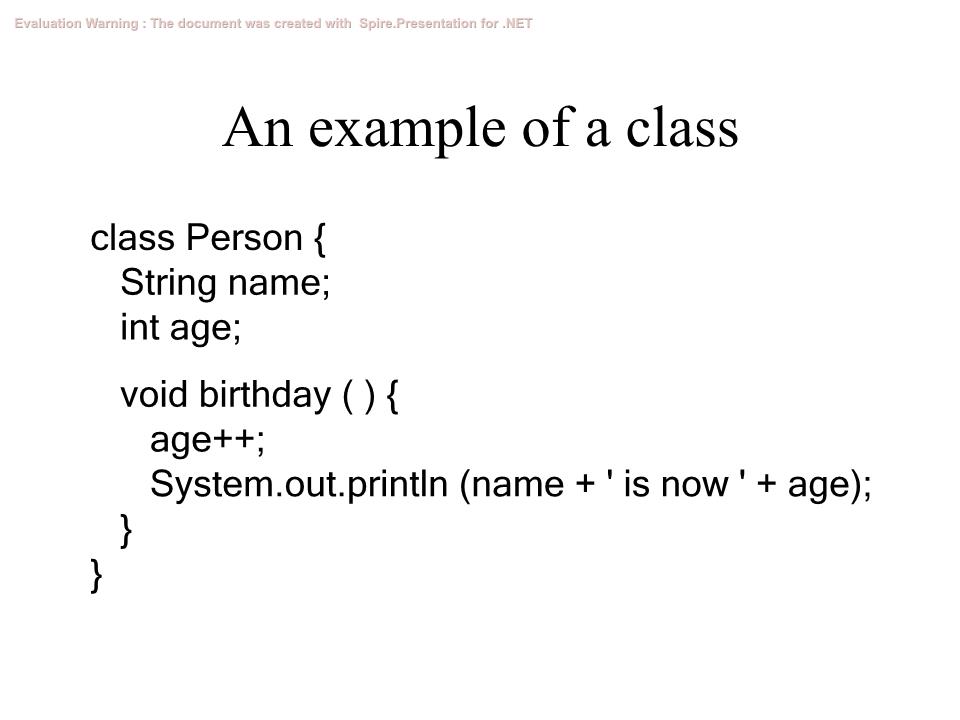 Evaluation Warning : The document was created with  Spire.Presentation for .NET
An example of a class
class Person {
String name;
int age;
void birthday ( ) {
age++;
System.out.println (name + ' is now ' + age);
}
}